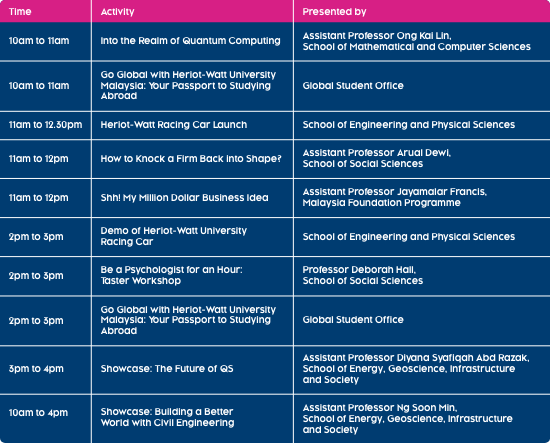 Time Activity Presented by
10am to 11am Into the Realm of Quantum Computing Assistant Professor Ong Kai Lin,
School of Mathematical and Computer Sciences
10am to 11am Go Global with Heriot-Watt University
Malaysia: Your Passport to Studying
Abroad Global Student Office
11am to 12.30pm Heriot-Watt Racing Car Launch School of Engineering and Physical Sciences
11am to 12pm How to Knock a Firm Back into Shape? Assistant Professor Arual Dewi,
School of Social Sciences
11am to 12pm Shh! My Million Dollar Business Idea Assistant Professor Jayamalar Francis,
Malaysia Foundation Programme
2pm to 3pm Demo of Heriot-Watt University
Racing Car School of Engineering and Physical Sciences
2pm to 3pm Be a Psychologist for an Hour:
Taster Workshop Professor Deborah Hall,
School of Social Sciences
2pm to 3pm Go Global with Heriot-Watt University
Malaysia: Your Passport to Studying
Abroad Global Student Office
3pm to 4pm Showcase: The Future of QS Assistant Professor Diyana Syafiqah Abd Razak,
School of Energy, Geoscience, Infrastructure
and Society
10am to 4pm Showcase: Building a Better
World with Civil Engineering Assistant Professor Ng Soon Min,
School of Energy, Geoscience, Infrastructure
and Society